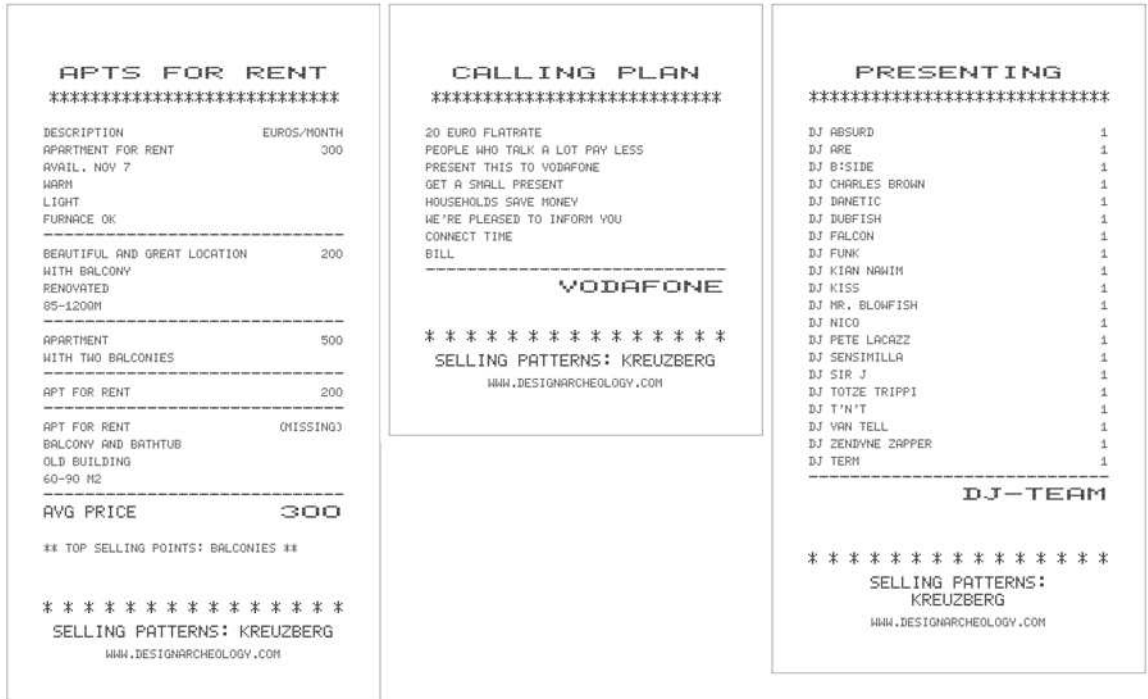 APTS FOR RENT
****************************
DESCRIPTION EUROS/MONTH
APARTMENT FOR RENT 300
AVAIL. NOV 7
WARM
LIGHT
FURNACE OK
------------------------------
BEAUTIFUL AND GREAT LOCATION 200
WITH BALCONY
RENOVATED
85-120QM
------------------------------
APARTMENT 500
WITH TWO BALCONIES
------------------------------
APT FOR RENT 200
------------------------------
APT FOR RENT (MISSING)
BALCONY AND BATHTUB
OLD BUILDING
60-90 M2
------------------------------
AVG PRICE 300
** TOP SELLING POINTS: BALCONIES **
* * * * * * * * * * * * * * *
SELLING PATTERNS: KREUZBERG
WWW.DESIGNARCHEOLOGY.COM
CALLING PLAN
****************************
20 EURO FLATRATE
PEOPLE WHO TALK A LOT PAY LESS
PRESENT THIS TO VODAFONE
GET A SMALL PRESENT
HOUSEHOLDS SAVE MONEY
WE'RE PLEASED TO INFORM YOU
CONNECT TIME
BILL
------------------------------
VODAFONE
* * * * * * * * * * * * * * *
SELLING PATTERNS: KREUZBERG
WWW.DESIGNARCHEOLOGY.COM
PRESENTING
*****************************
DJ ABSURD 1
DJ ARE 1
DJ B:SIDE 1
DJ CHARLES BROWN 1
DJ DANETIC 1
DJ DUBFISH 1
DJ FALCON 1
DJ FUNK 1
DJ KIAN NAWIM 1
DJ KISS 1
DJ MR. BLOWFISH 1
DJ NICO 1
DJ PETE LACAZZ 1
DJ SENSIMILLA 1
DJ SIR J 1
DJ TOTZE TRIPPI 1
DJ T'N'T 1
DJ VAN TELL 1
DJ ZENDYNE ZAPPER 1
DJ TERM 1
------------------------------
DJ-TEAM
* * * * * * * * * * * * * * *
SELLING PATTERNS:
KREUZBERG
WWW.DESIGNARCHEOLOGY.COM